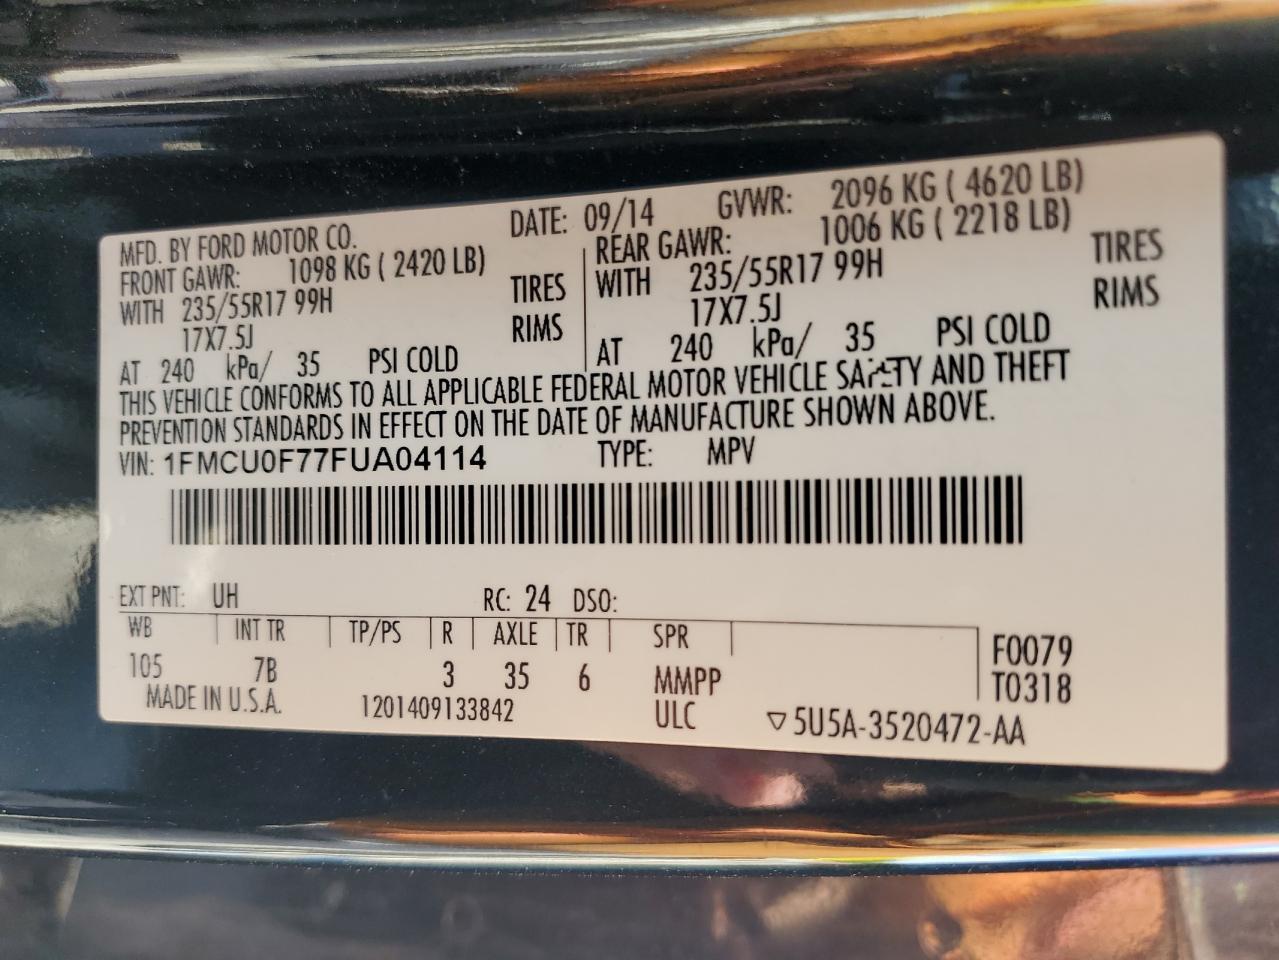 MFD. BY FORD MOTOR CO. DATE: 09/14 GVWR: 2096 KG ( 4620 LB)
FRONT GAWR: 1098 KG ( 2420 LB) REAR GAWR: 1006 KG ( 2218 LB)
WITH 235/55R17 99H TIRES WITH 235/55R17 99H TIRES
17X7.5J RIMS 17X7.5J RIMS
AT 240 kPa/ 35 PSI COLD AT 240 kPa/ 35 PSI COLD
THIS VEHICLE CONFORMS TO ALL APPLICABLE FEDERAL MOTOR VEHICLE SAFETY AND THEFT
PREVENTION STANDARDS IN EFFECT ON THE DATE OF MANUFACTURE SHOWN ABOVE.
VIN: 1FMCU0F77FUA04114 TYPE: MPV
EXT PNT: UH RC: 24 DSO:
WB INT TR TP/PS R AXLE TR SPR F0079
105 7B 3 35 6 MMPP T0318
MADE IN U.S.A. 1201409133842 ULC ▽5U5A-3520472-AA